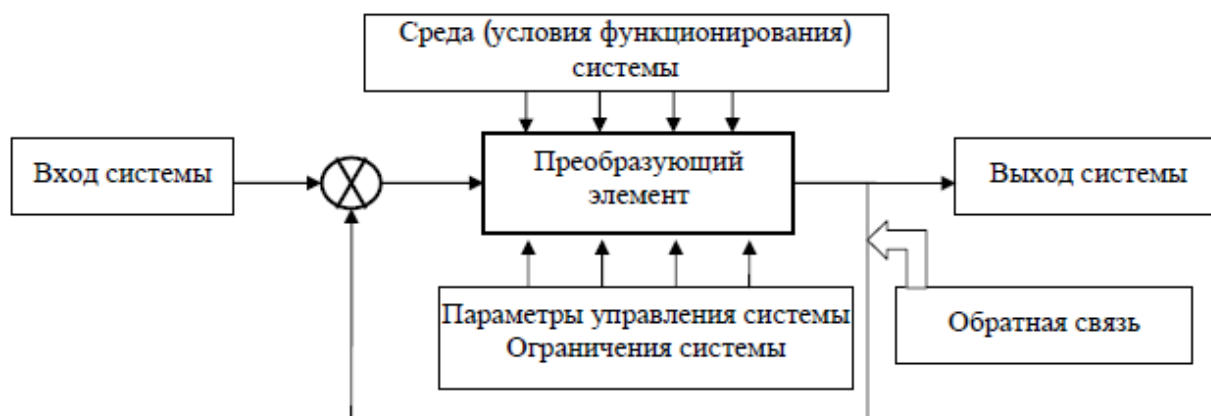 Среда (условия функционирования)
системы
Вход системы
Преобразующий
элемент
Выход системы
Параметры управления системы
Ограничения системы
Обратная связь